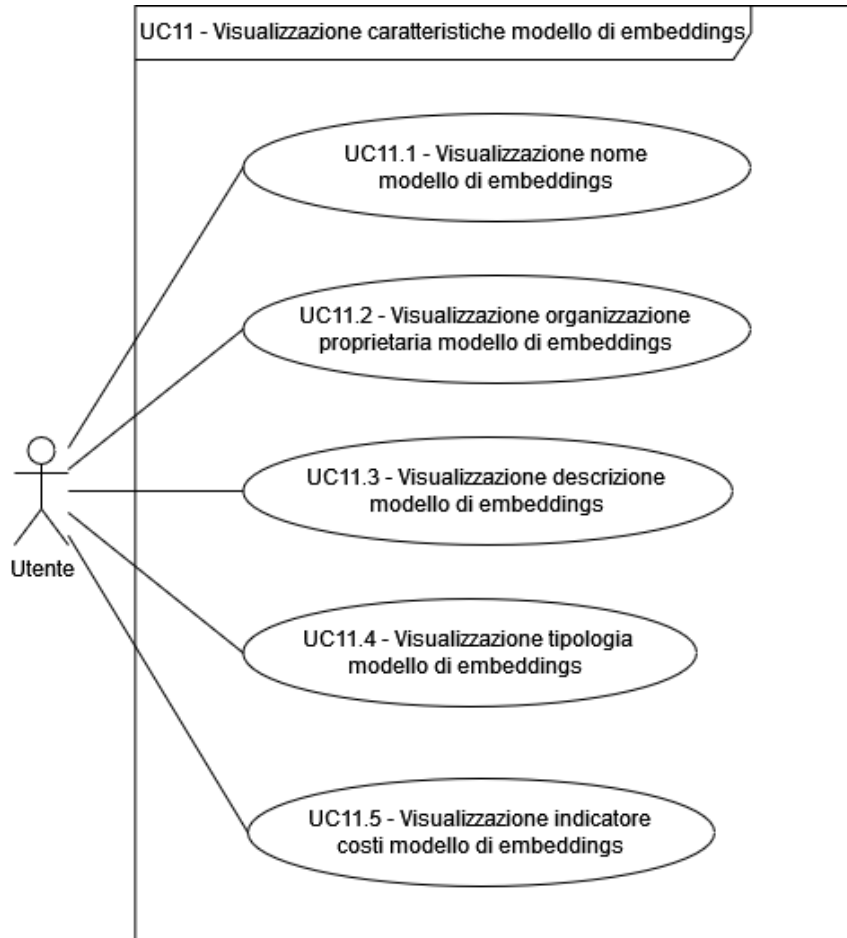 UC11 - Visualizzazione caratteristiche modello di embeddings
UC11.1 - Visualizzazione nome
modello di embeddings
UC11.2 - Visualizzazione organizzazione
proprietaria modello di embeddings
UC11.3 - Visualizzazione descrizione
modello di embeddings
Utente
UC11.4 - Visualizzazione tipologia
modello di embeddings
UC11.5 - Visualizzazione indicatore
costi modello di embeddings